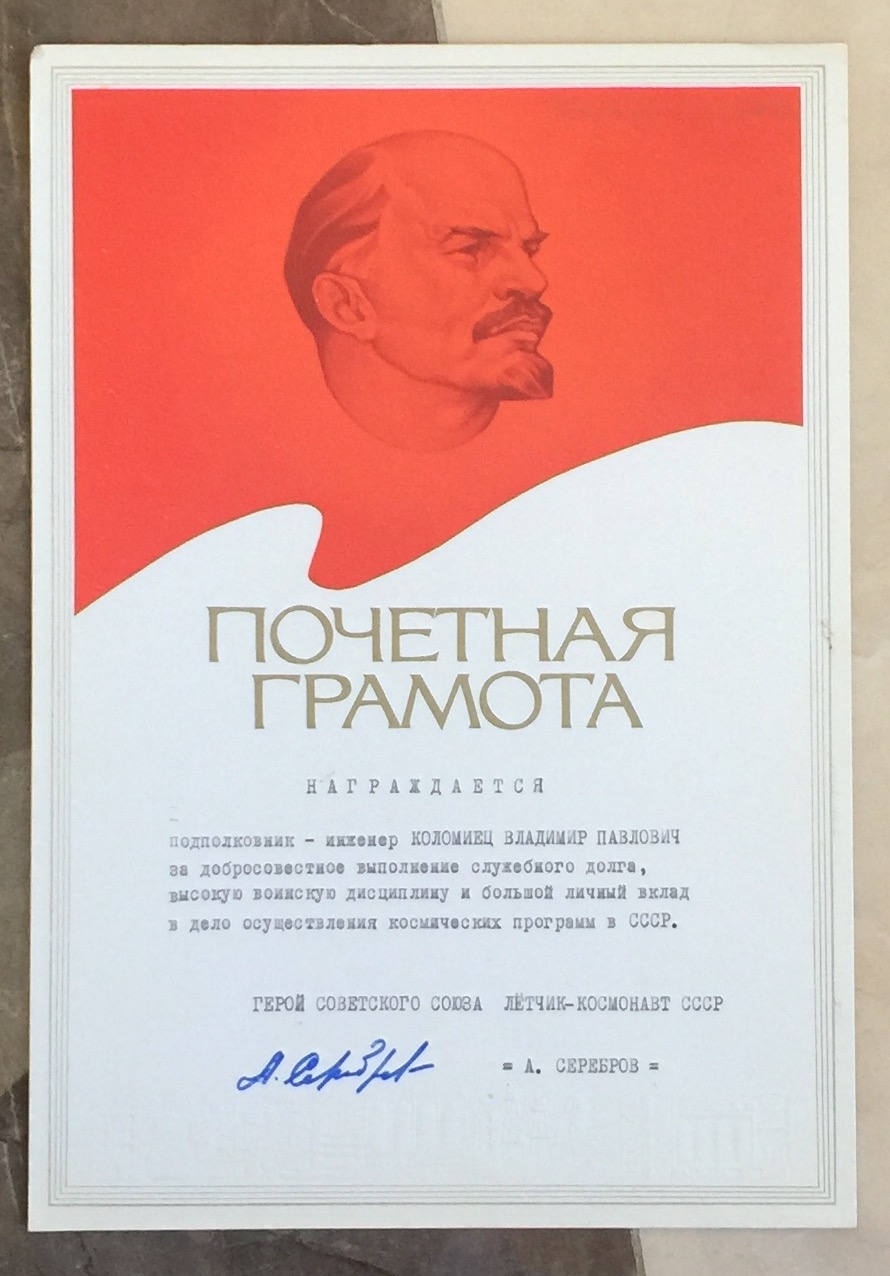 ПОЧЕТНАЯ
ГРАМОТА
НАГРАЖДАЕТСЯ
подполковник – инженер КОЛОМИЕЦ ВЛАДИМИР ПАВЛОВИЧ
за добросовестное выполнение служебного долга,
высокую воинскую дисциплину и большой личный вклад
в дело осуществления космических программ в СССР.
ГЕРОЙ СОВЕТСКОГО СОЮЗА ЛЁТЧИК-КОСМОНАВТ СССР
А. Серебров
= А. СЕРЕБРОВ =